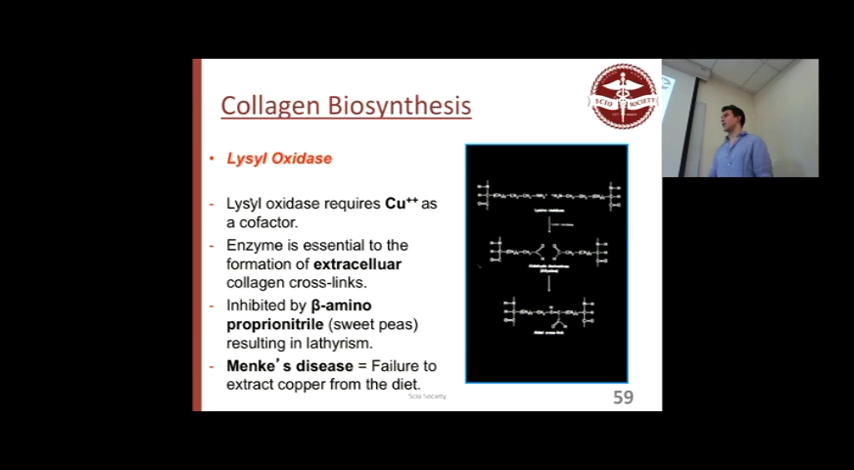 Collagen Biosynthesis
SCIO SOCIETY
• Lysyl Oxidase
- Lysyl oxidase requires Cu++ as
a cofactor.
- Enzyme is essential to the
formation of extracelluar
collagen cross-links.
- Inhibited by β-amino
proprionitrile (sweet peas)
resulting in lathyrism.
- Menke's disease = Failure to
extract copper from the diet.
Scio Society
59